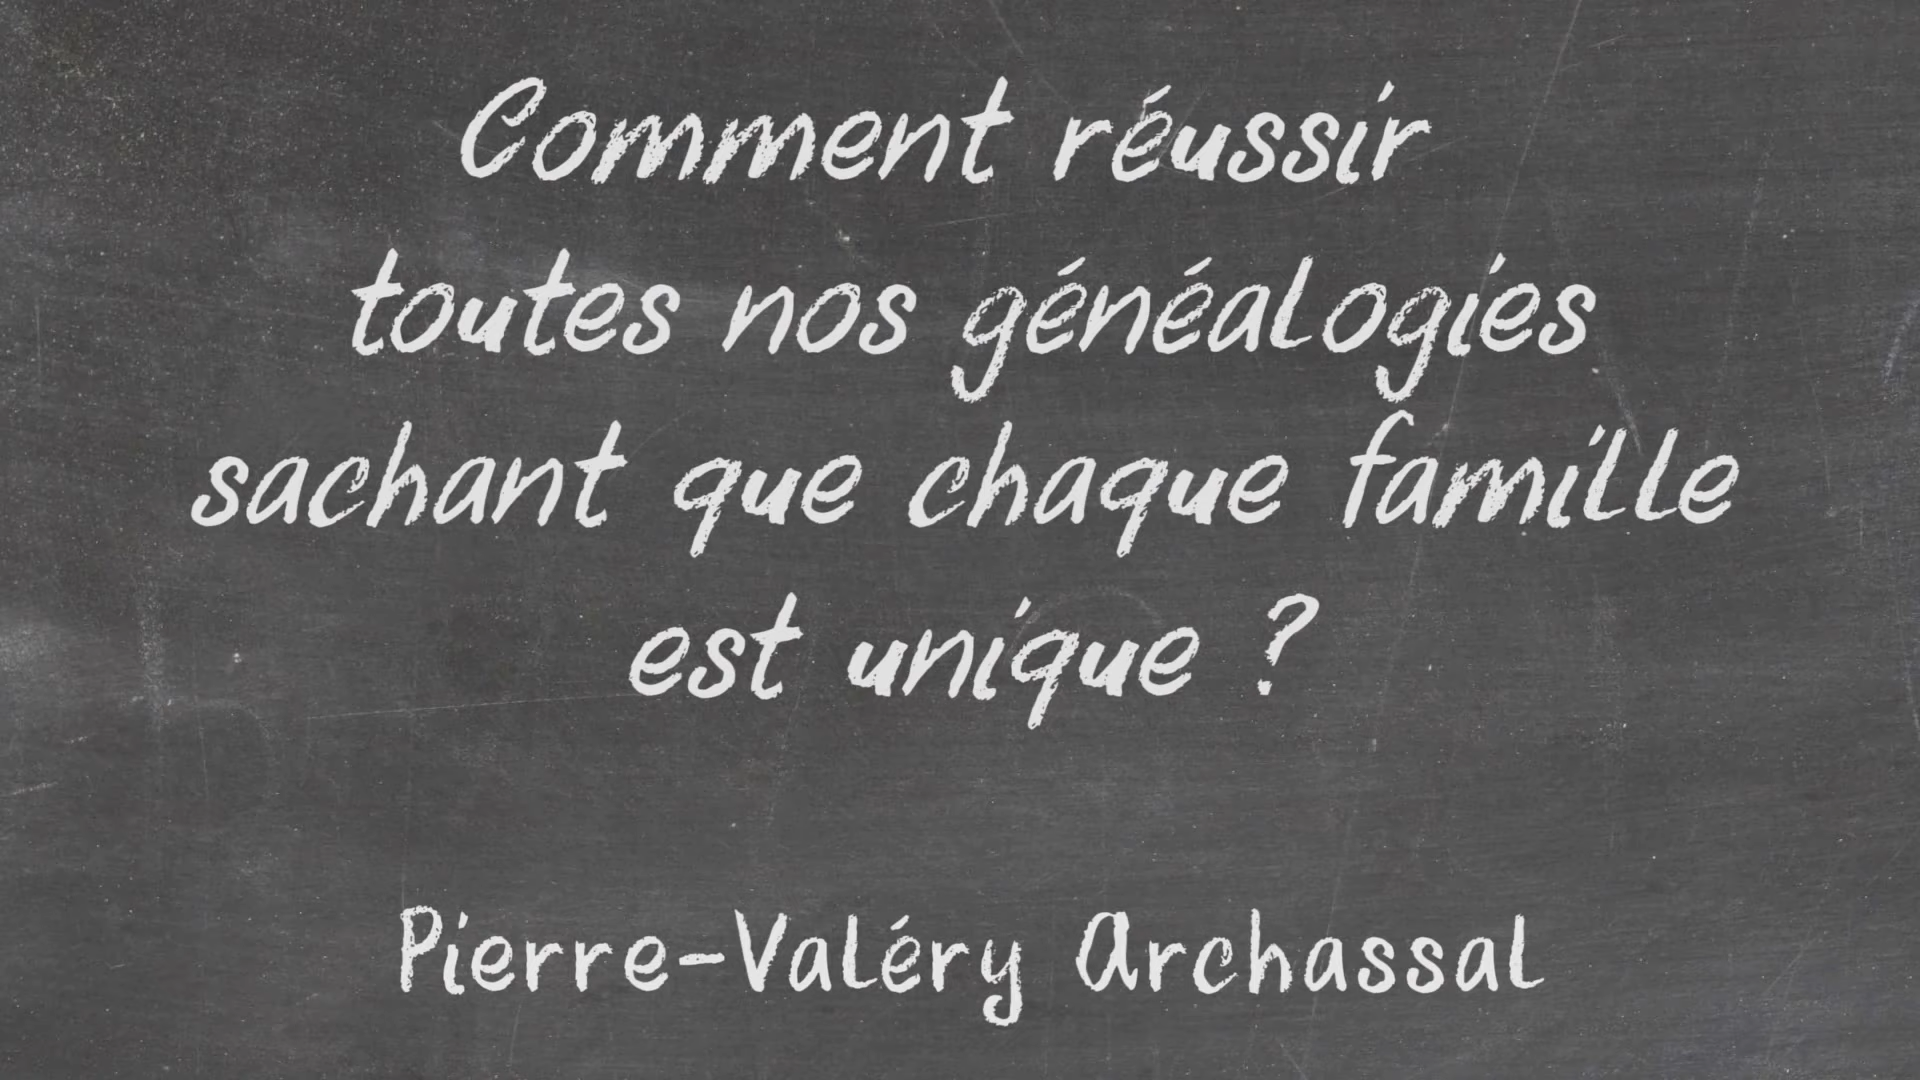 Comment réussir
toutes nos généalogies
sachant que chaque famille
est unique ?
Pierre-Valéry Archassal